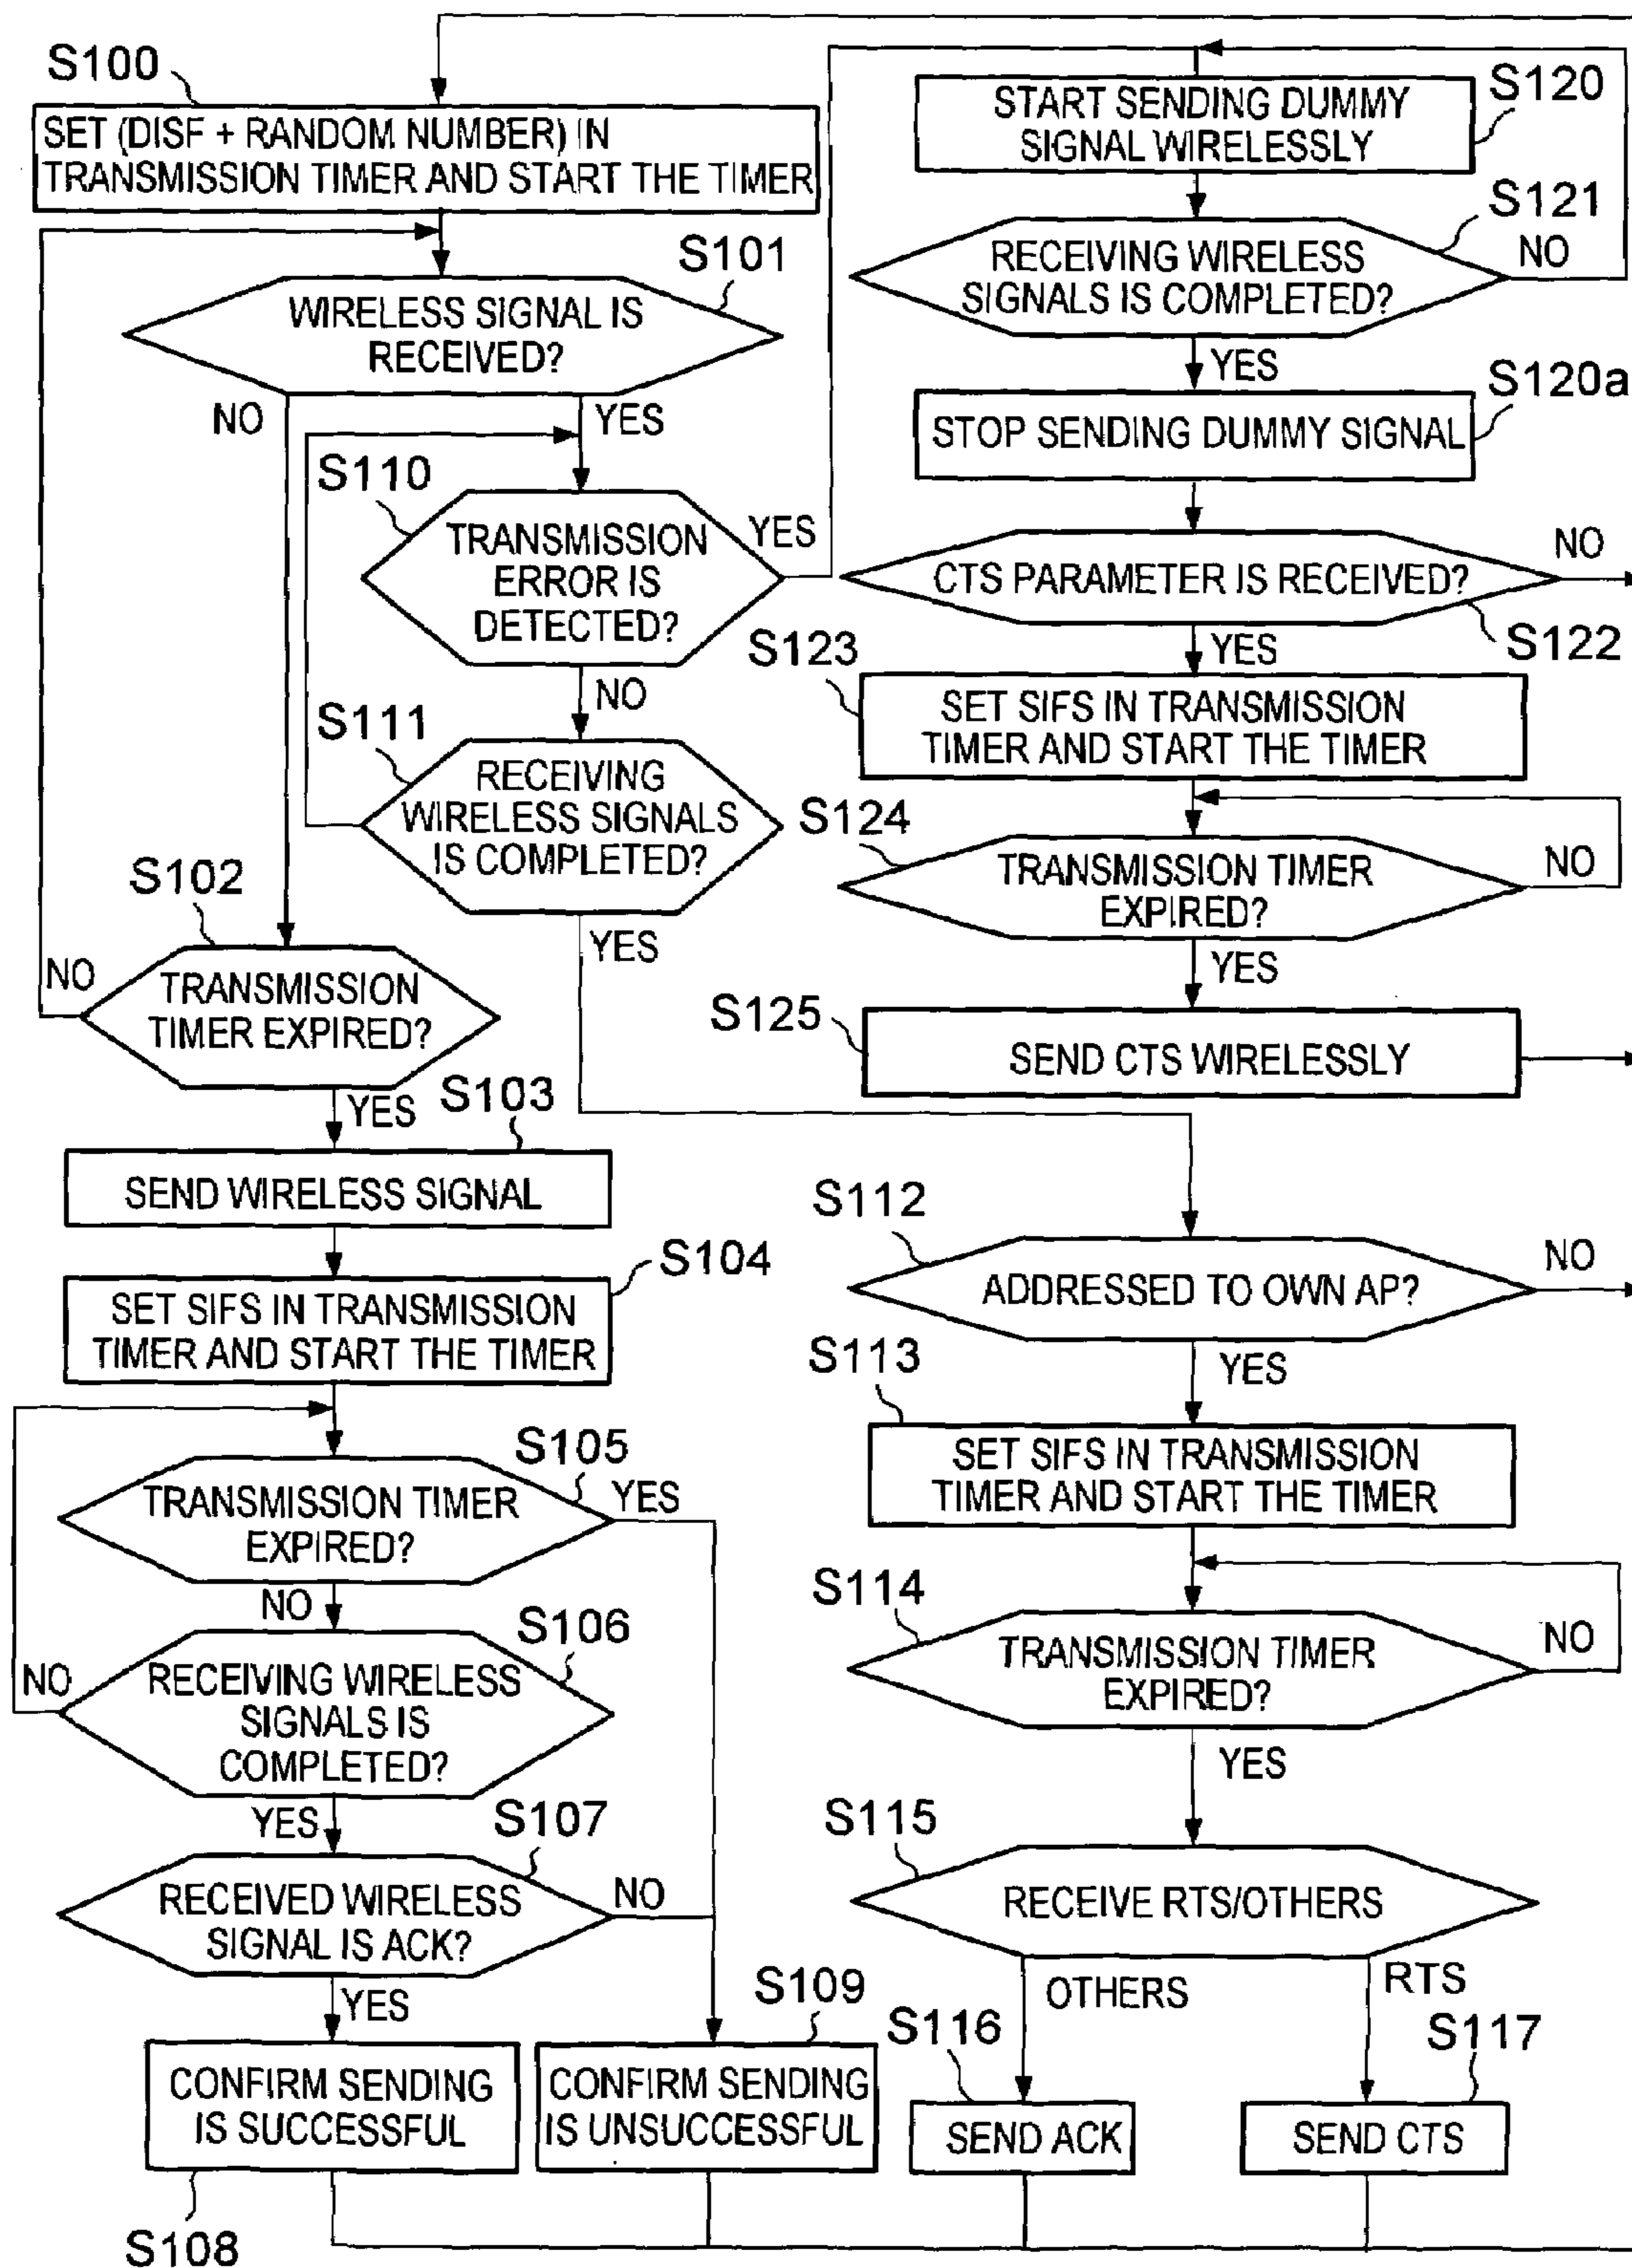 S100
SET (DISF + RANDOM NUMBER) IN
TRANSMISSION TIMER AND START THE TIMER
S101
WIRELESS SIGNAL IS
RECEIVED?
NO
YES
S110
TRANSMISSION
ERROR IS
DETECTED?
YES
NO
S111
RECEIVING
WIRELESS SIGNALS
IS COMPLETED?
YES
S102
NO
TRANSMISSION
TIMER EXPIRED?
YES
S103
SEND WIRELESS SIGNAL
S104
SET SIFS IN TRANSMISSION
TIMER AND START THE TIMER
S105
TRANSMISSION TIMER
EXPIRED?
YES
NO
S106
NO
RECEIVING WIRELESS
SIGNALS IS
COMPLETED?
YES
S107
RECEIVED WIRELESS
SIGNAL IS ACK?
NO
YES
S109
CONFIRM SENDING
IS SUCCESSFUL
S108
CONFIRM SENDING
IS UNSUCCESSFUL
S120
START SENDING DUMMY
SIGNAL WIRELESSLY
S121
RECEIVING WIRELESS
SIGNALS IS COMPLETED?
NO
YES
S120a
STOP SENDING DUMMY SIGNAL
NO
CTS PARAMETER IS RECEIVED?
S122
YES
S123
SET SIFS IN TRANSMISSION
TIMER AND START THE TIMER
S124
TRANSMISSION TIMER
EXPIRED?
NO
YES
S125
SEND CTS WIRELESSLY
S112
ADDRESSED TO OWN AP?
NO
YES
S113
SET SIFS IN TRANSMISSION
TIMER AND START THE TIMER
S114
TRANSMISSION TIMER
EXPIRED?
NO
YES
S115
RECEIVE RTS/OTHERS
OTHERS
RTS
S116
SEND ACK
S117
SEND CTS